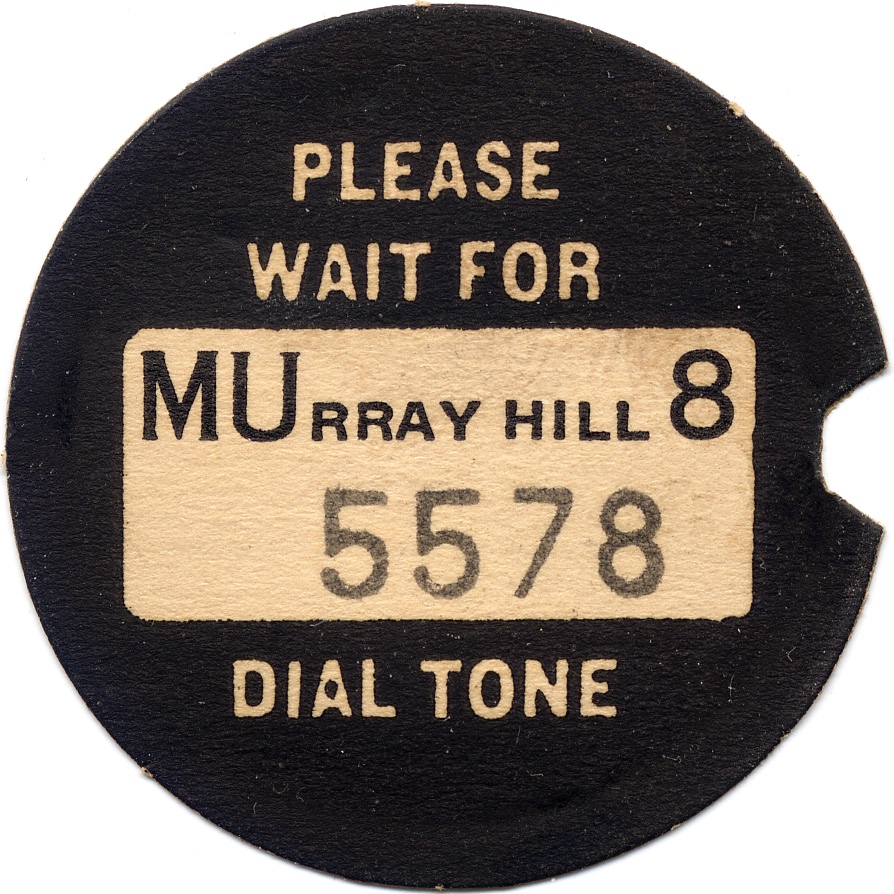 PLEASE
WAIT FOR
MURRAY HILL 8
5578
DIAL TONE